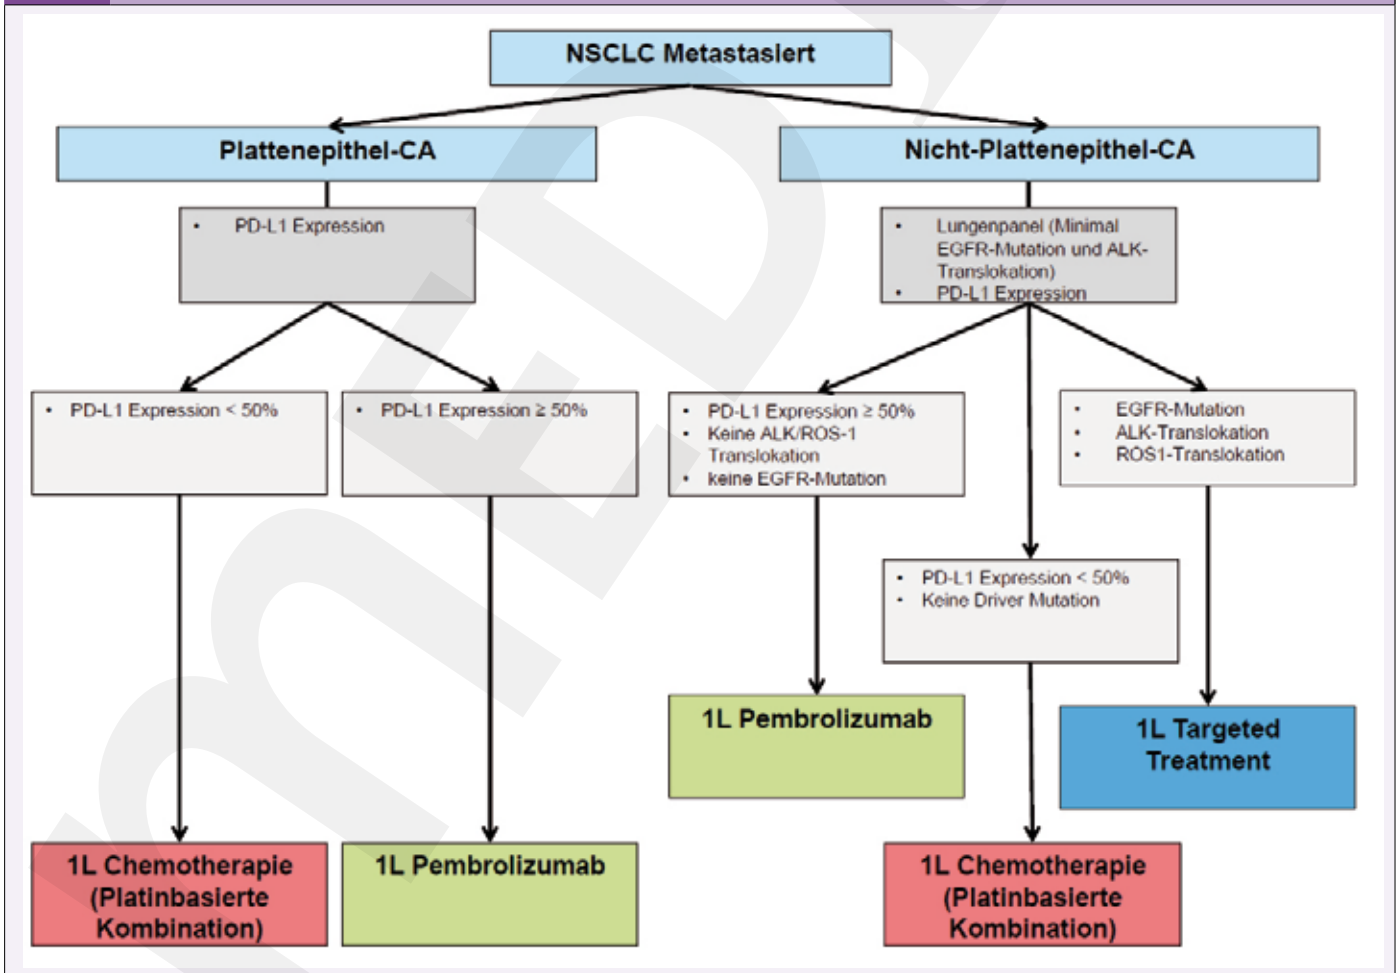 NSCLC Metastasiert
Plattenepithel-CA
Nicht-Plattenepithel-CA
• PD-L1 Expression
• Lungenpanel (Minimal
EGFR-Mutation und ALK-
Translokation)
• PD-L1 Expression
• PD-L1 Expression < 50%
• PD-L1 Expression ≥ 50%
• PD-L1 Expression ≥ 50%
• Keine ALK/ROS-1
Translokation
• keine EGFR-Mutation
• EGFR-Mutation
• ALK-Translokation
• ROS1-Translokation
• PD-L1 Expression < 50%
• Keine Driver Mutation
1L Pembrolizumab
1L Targeted
Treatment
1L Chemotherapie
(Platinbasierte
Kombination)
1L Pembrolizumab
1L Chemotherapie
(Platinbasierte
Kombination)